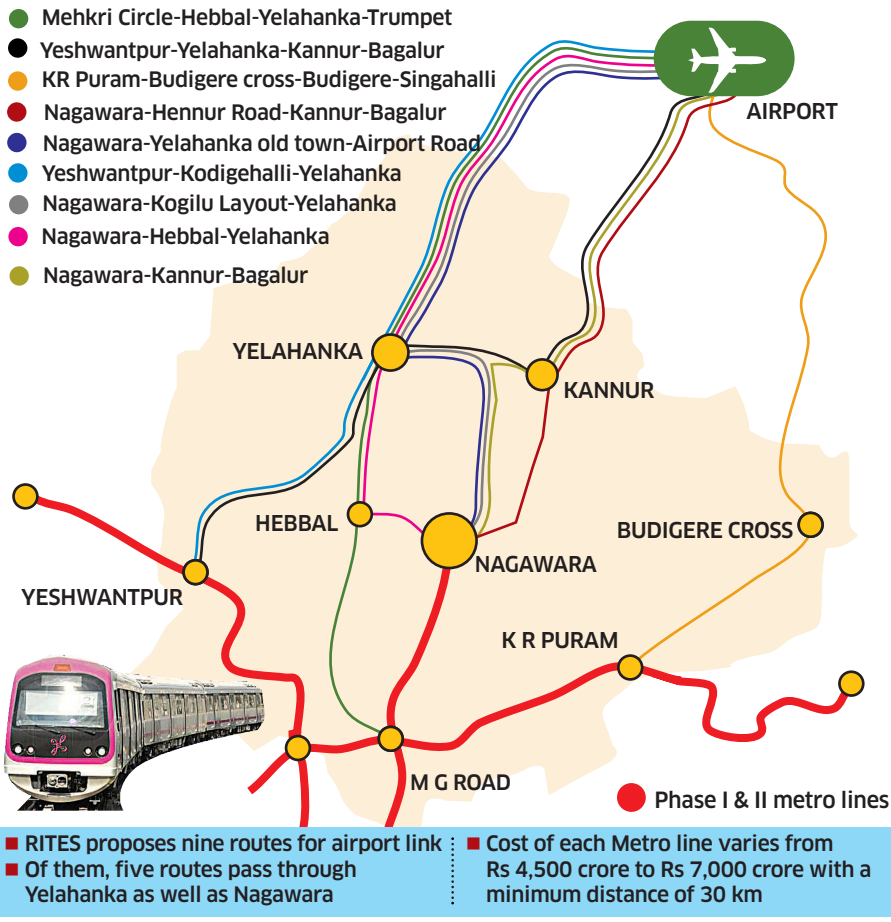 Mehkri Circle-Hebbal-Yelahanka-Trumpet
Yeshwantpur-Yelahanka-Kannur-Bagalur
KR Puram-Budigere cross-Budigere-Singahalli
Nagawara-Hennur Road-Kannur-Bagalur
Nagawara-Yelahanka old town-Airport Road
Yeshwantpur-Kodigehalli-Yelahanka
Nagawara-Kogilu Layout-Yelahanka
Nagawara-Hebbal-Yelahanka
Nagawara-Kannur-Bagalur
AIRPORT
YELAHANKA
KANNUR
HEBBAL
BUDIGERE CROSS
NAGAWARA
YESHWANTPUR
K R PURAM
M G ROAD
Phase I & II metro lines
RITES proposes nine routes for airport link
Of them, five routes pass through
Yelahanka as well as Nagawara
Cost of each Metro line varies from
Rs 4,500 crore to Rs 7,000 crore with a
minimum distance of 30 km